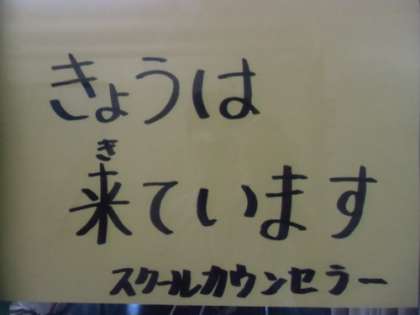 きょうは
き
来ています
スクールカウンセラー